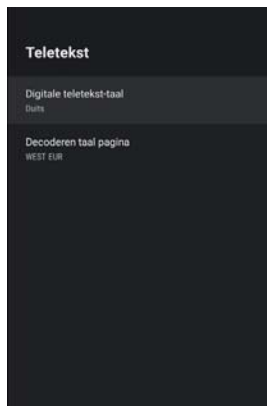 Teletekst
Digitale teletekst-taal
Duits
Decoderen taal pagina
WEST EUR